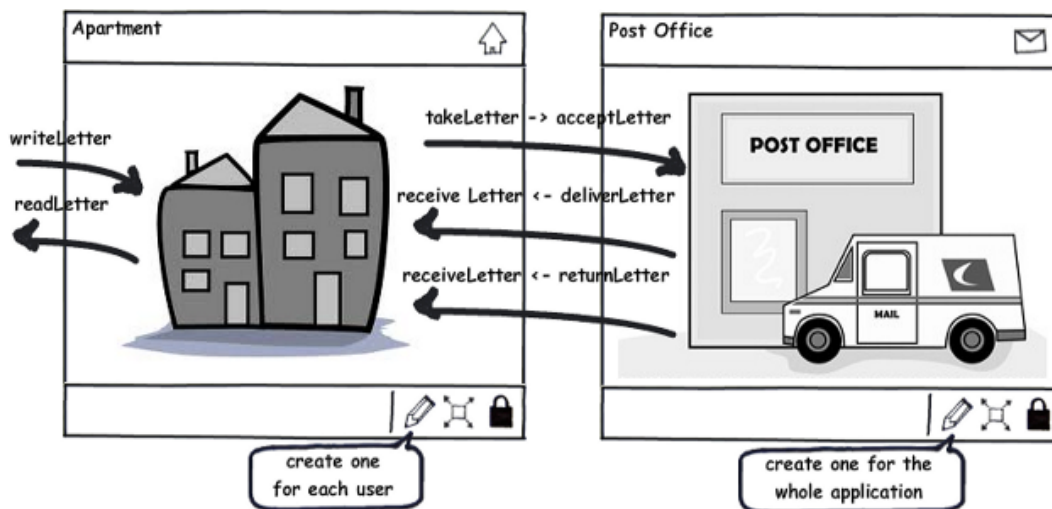 Apartment
Post Office
writeLetter
readLetter
takeLetter -> acceptLetter
receive Letter <- deliverLetter
receiveLetter <- returnLetter
POST OFFICE
MAIL
create one
for each user
create one for the
whole application